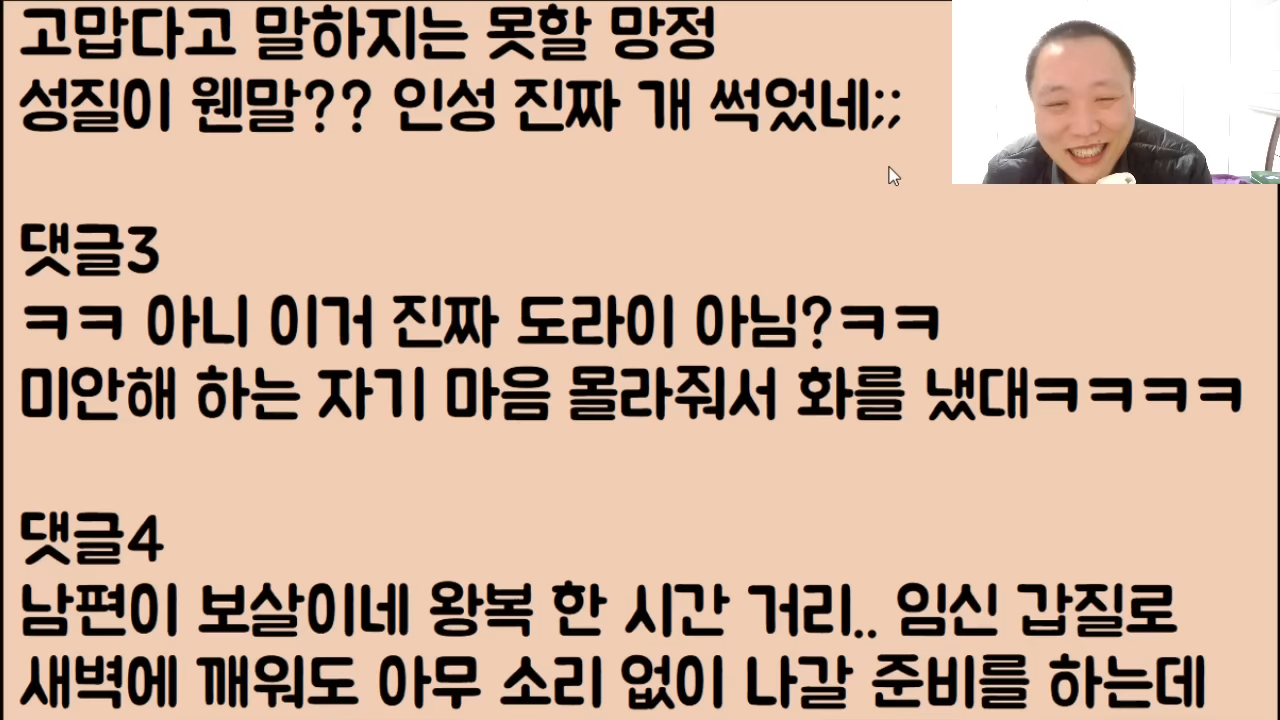 고맙다고 말하지는 못할 망정
성질이 웬말?? 인성 진짜 개 썩었네;;
댓글3
ㅋㅋ 아니 이거 진짜 도라이 아님?ㅋㅋ
미안해 하는 자기 마음 몰라줘서 화를 냈대ㅋㅋㅋㅋ
댓글4
남편이 보살이네 왕복 한 시간 거리.. 임신 갑질로
새벽에 깨워도 아무 소리 없이 나갈 준비를 하는데